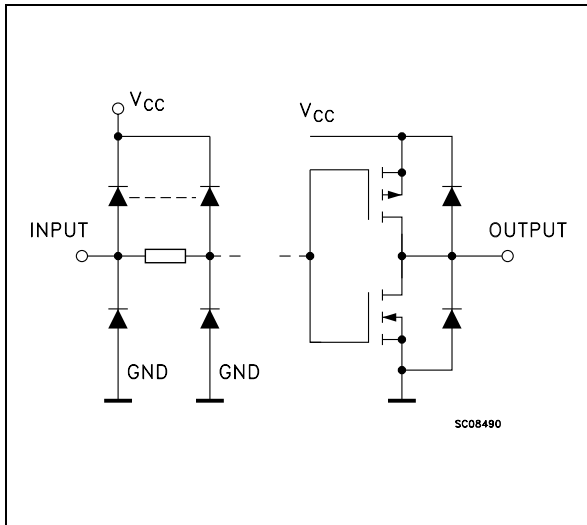 VCC
VCC
INPUT
OUTPUT
GND
GND
SC08490